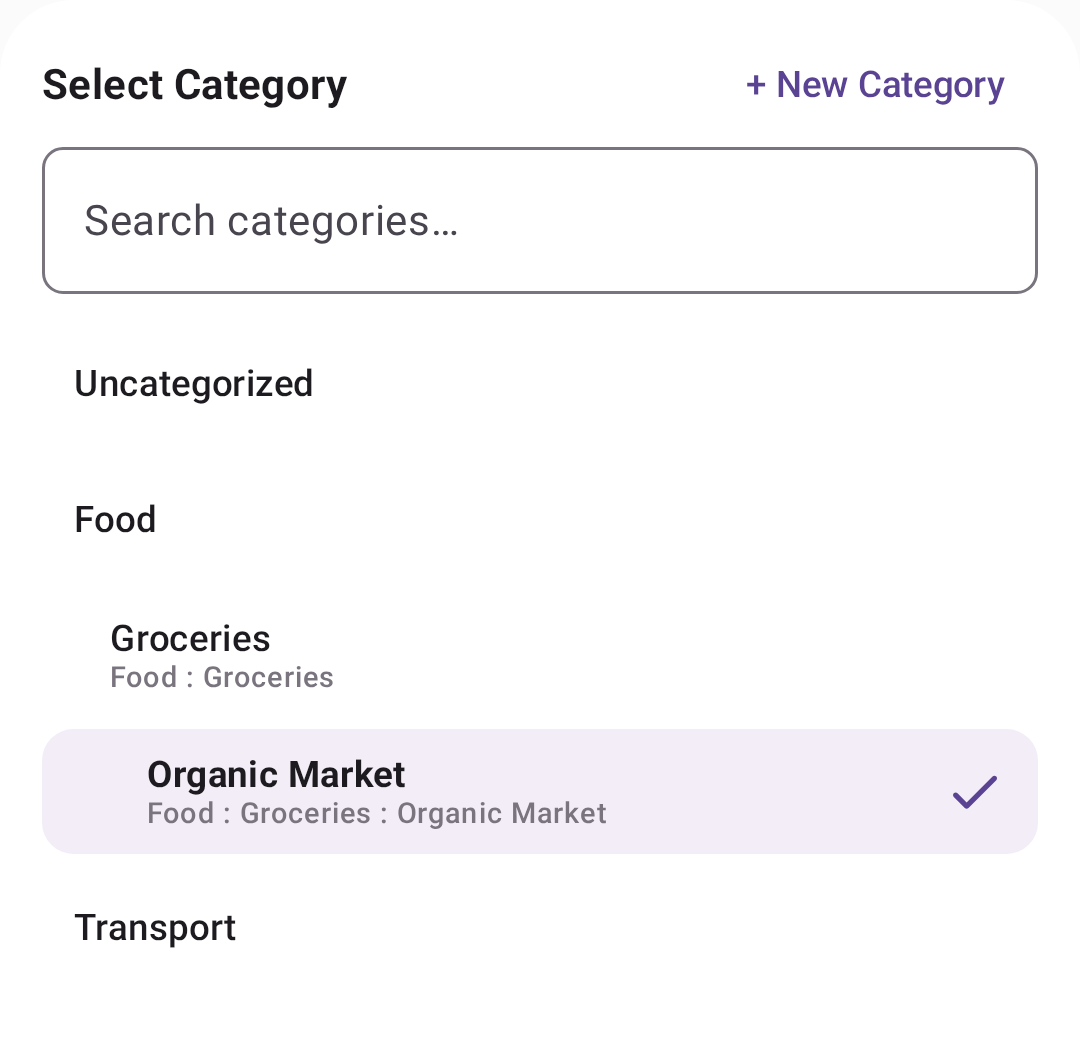 Select Category
+ New Category
Search categories…
Uncategorized
Food
Groceries
Food : Groceries
Organic Market
Food : Groceries : Organic Market
Transport